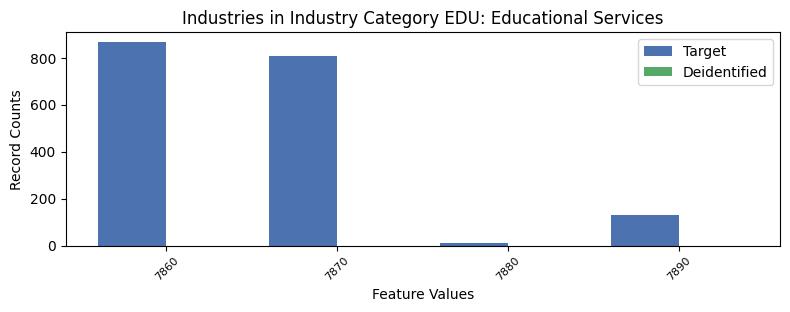 Industries in Industry Category EDU: Educational Services
Target
Deidentified
Record Counts
800
600
400
200
0
7860
7870
7880
7890
Feature Values